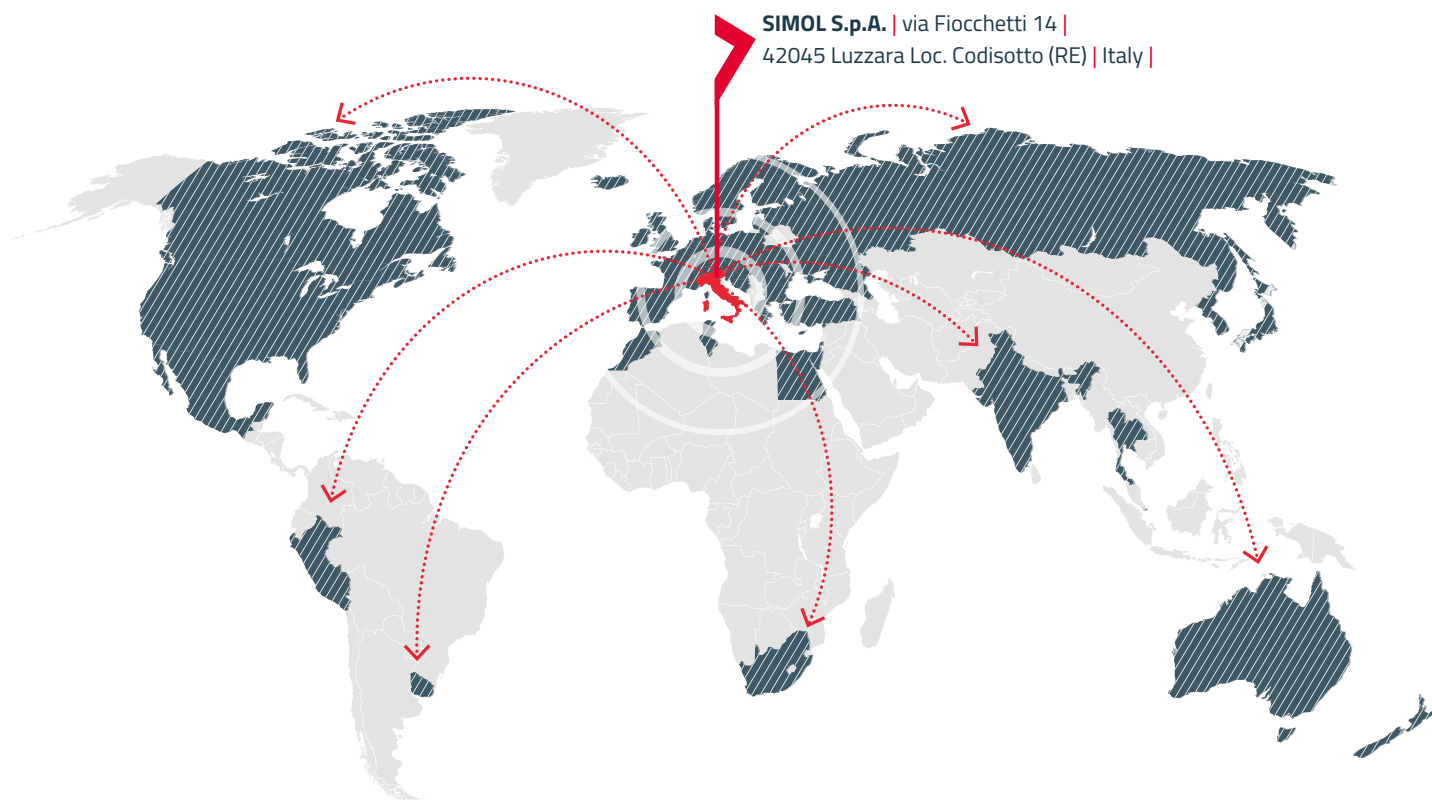 SIMOL S.p.A. | via Fiocchetti 14 |
42045 Luzzara Loc. Codisotto (RE) | Italy |